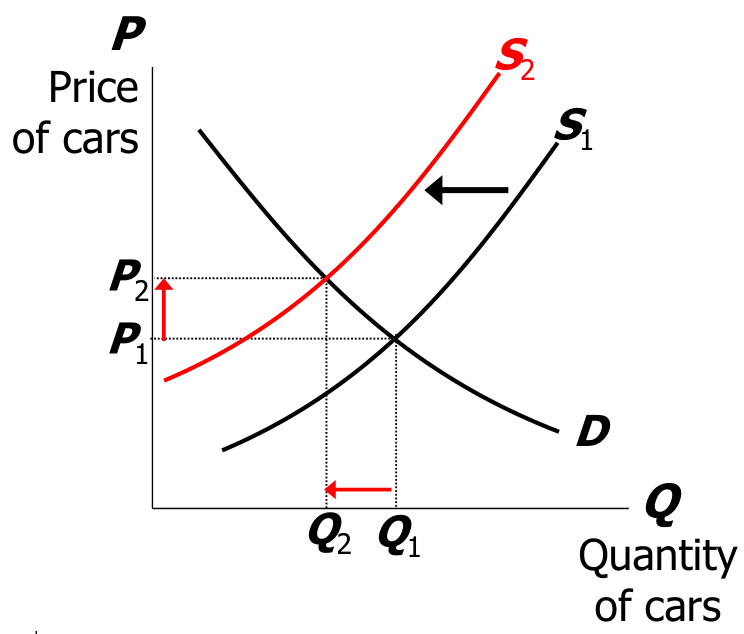 P
Price
of cars
S2
S1
P2
P1
D
Q2
Q1
Q
Quantity
of cars